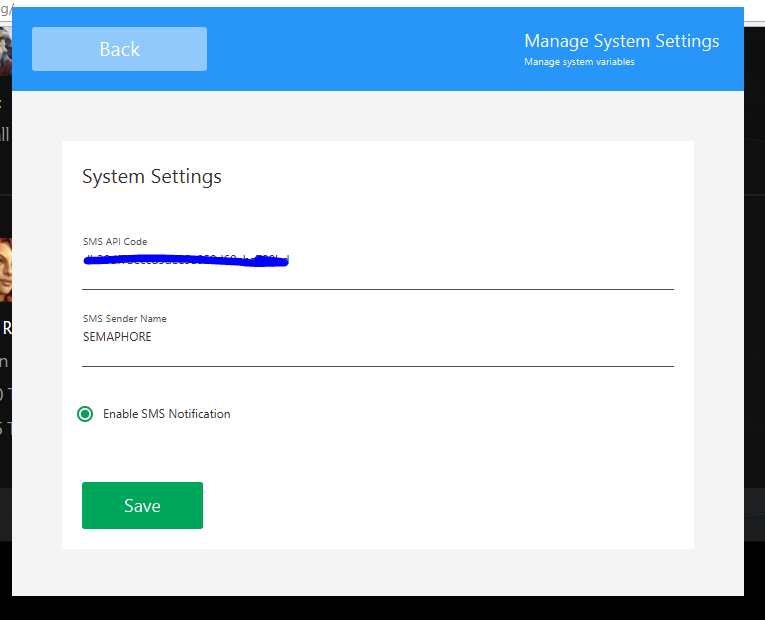 g/
Back
Manage System Settings
Manage system variables
ll
System Settings
SMS API Code
SMS Sender Name
R
SEMAPHORE
n
Enable SMS Notification
Save